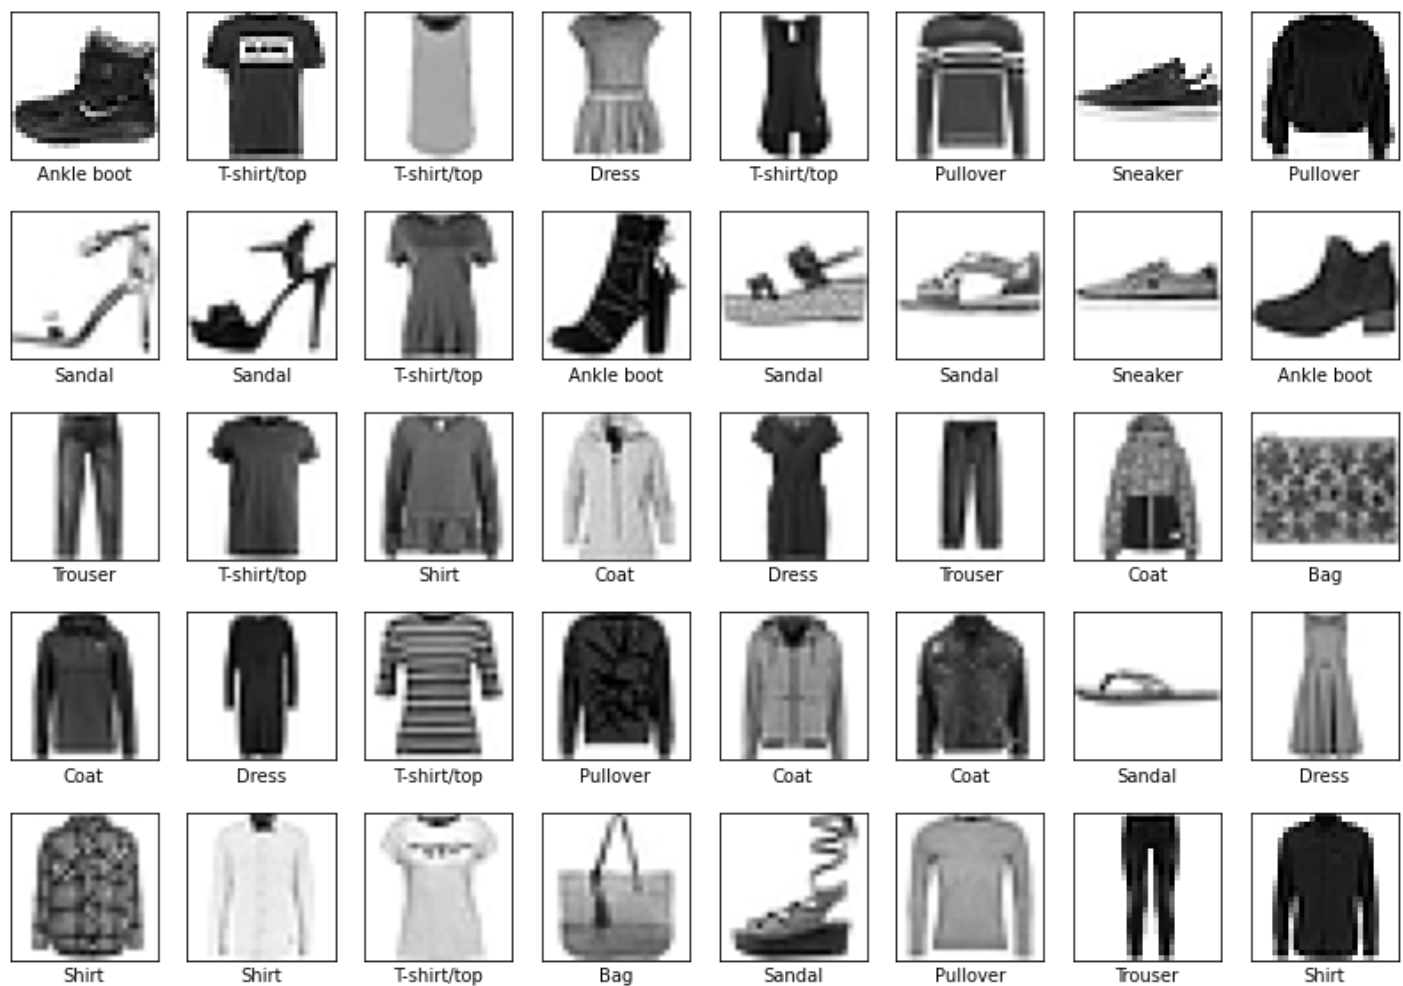 Ankle boot T-shirt/top T-shirt/top Dress T-shirt/top Pullover Sneaker Pullover
Sandal Sandal T-shirt/top Ankle boot Sandal Sandal Sneaker Ankle boot
Trouser T-shirt/top Shirt Coat Dress Trouser Coat Bag
Coat Dress T-shirt/top Pullover Coat Coat Sandal Dress
Shirt Shirt T-shirt/top Bag Sandal Pullover Trouser Shirt